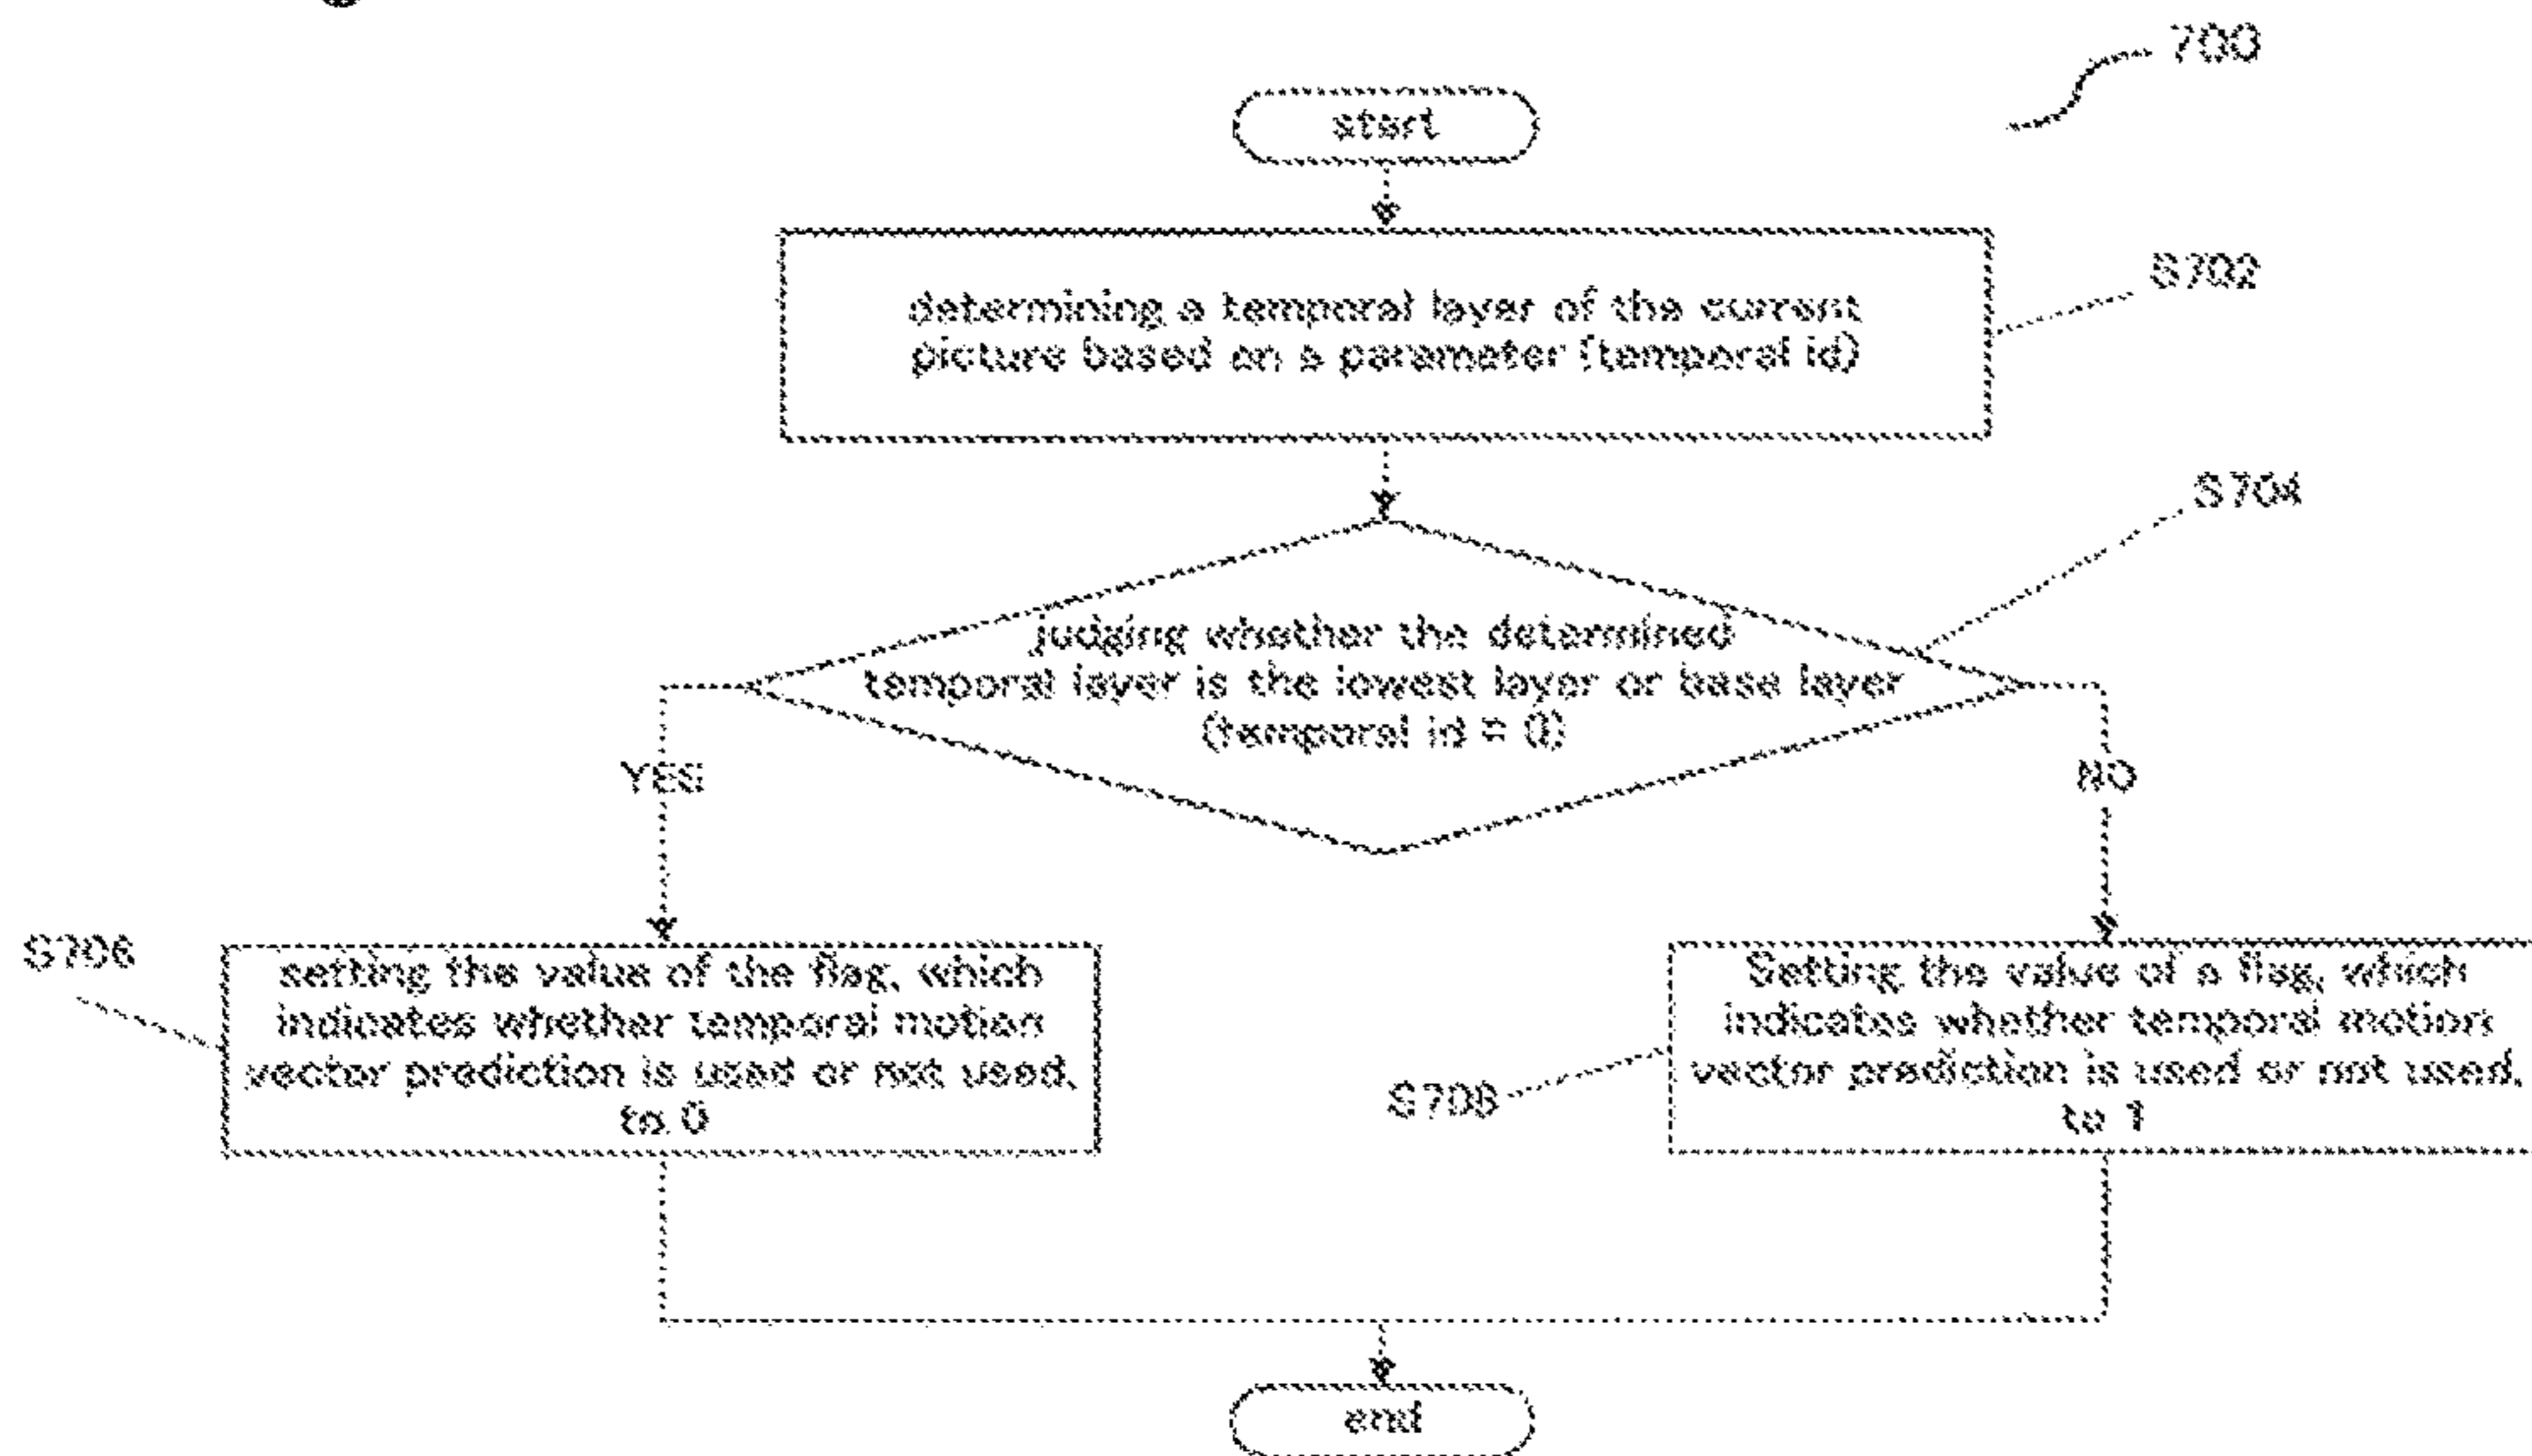 700
start
S702
determining a temporal layer of the current
picture based on a parameter (temporal id)
S704
judging whether the determined
temporal layer is the lowest layer or base layer
(temporal id = 0)
YES
NO
S706
setting the value of the flag, which
indicates whether temporal motion
vector prediction is used or not used,
to 0
S708
Setting the value of a flag, which
indicates whether temporal motion
vector prediction is used or not used,
to 1
end